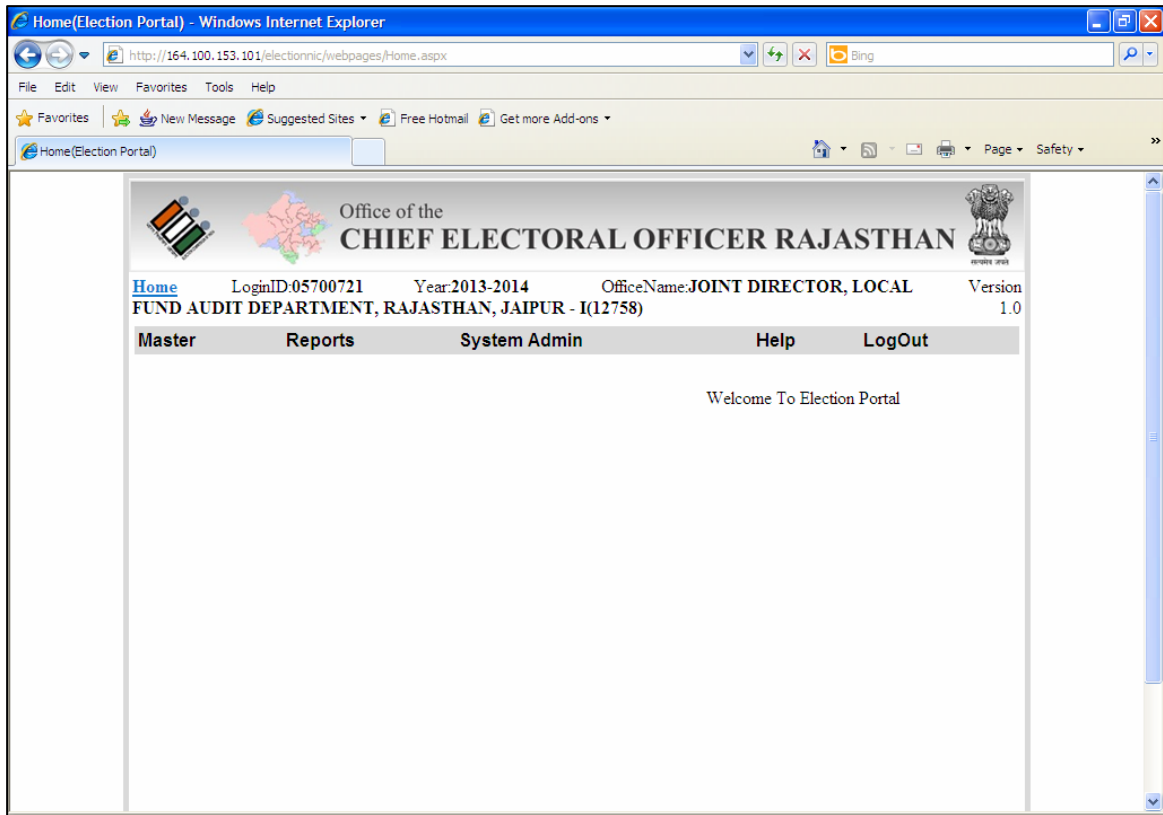 Home(Election Portal) - Windows Internet Explorer
http://164.100.153.101/electionnic/webpages/Home.aspx
Bing
File Edit View Favorites Tools Help
Favorites New Message Suggested Sites Free Hotmail Get more Add-ons
Home(Election Portal) Page Safety »
Office of the
CHIEF ELECTORAL OFFICER RAJASTHAN
सत्यमेव जयते
Home LoginID:05700721 Year:2013-2014 OfficeName:JOINT DIRECTOR, LOCAL Version
FUND AUDIT DEPARTMENT, RAJASTHAN, JAIPUR - I(12758) 1.0
Master Reports System Admin Help LogOut
Welcome To Election Portal